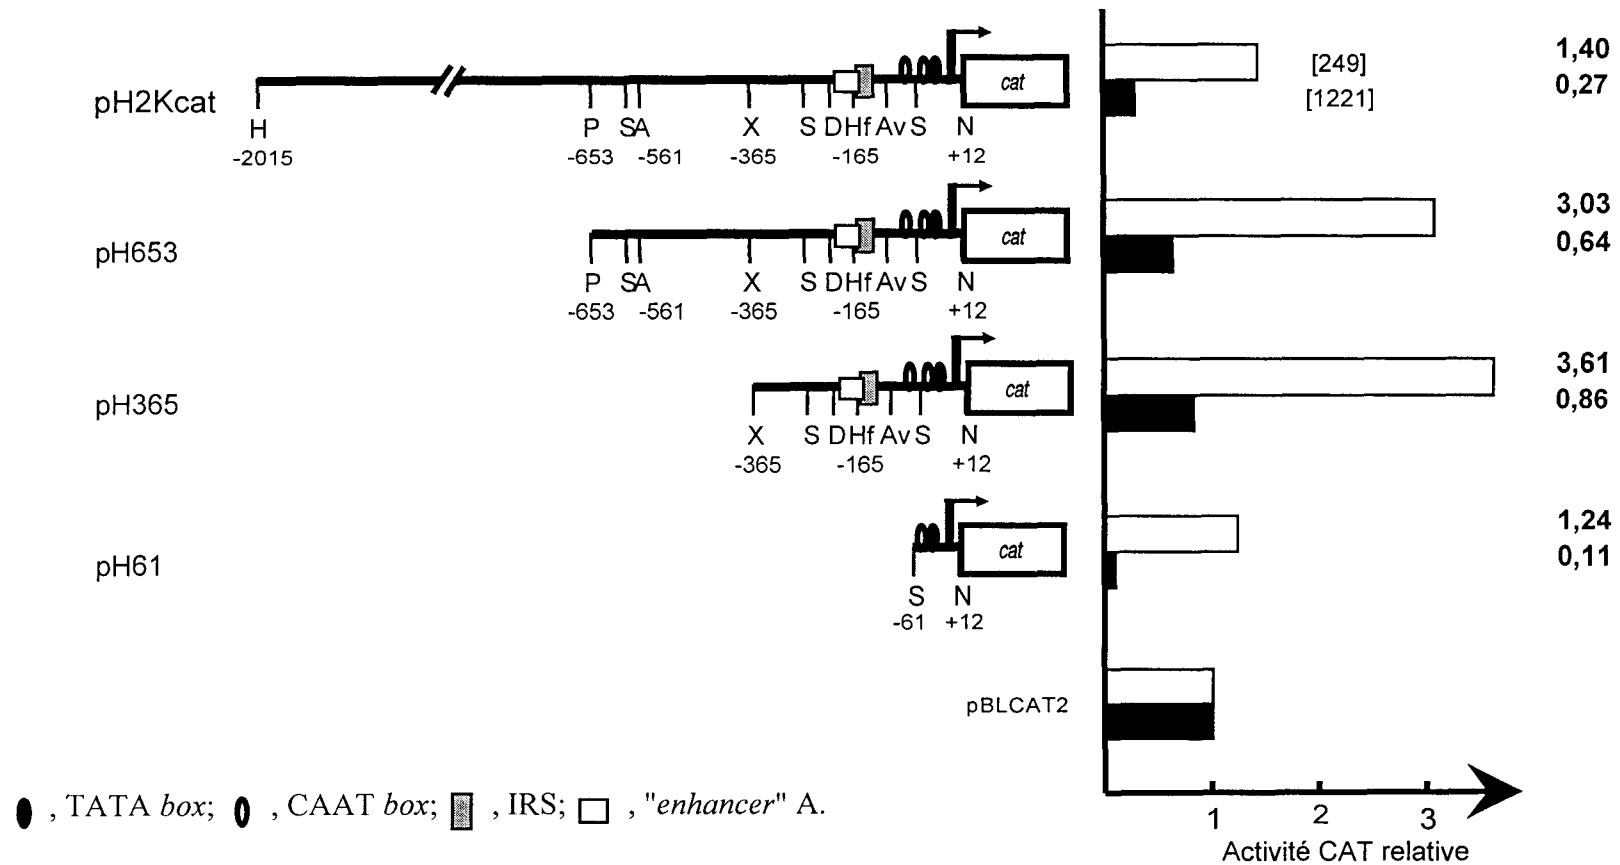 pH2Kcat
cat
H P SA X S DHf Av S N
-2015 -653 -561 -365 -165 +12
[249]
[1221]
1,40
0,27
pH653
cat
P SA X S DHf Av S N
-653 -561 -365 -165 +12
3,03
0,64
pH365
cat
X S DHf Av S N
-365 -165 +12
3,61
0,86
pH61
cat
S N
-61 +12
1,24
0,11
pBLCAT2
1 2 3
Activité CAT relative
, TATA box; , CAAT box; , IRS; , "enhancer" A.